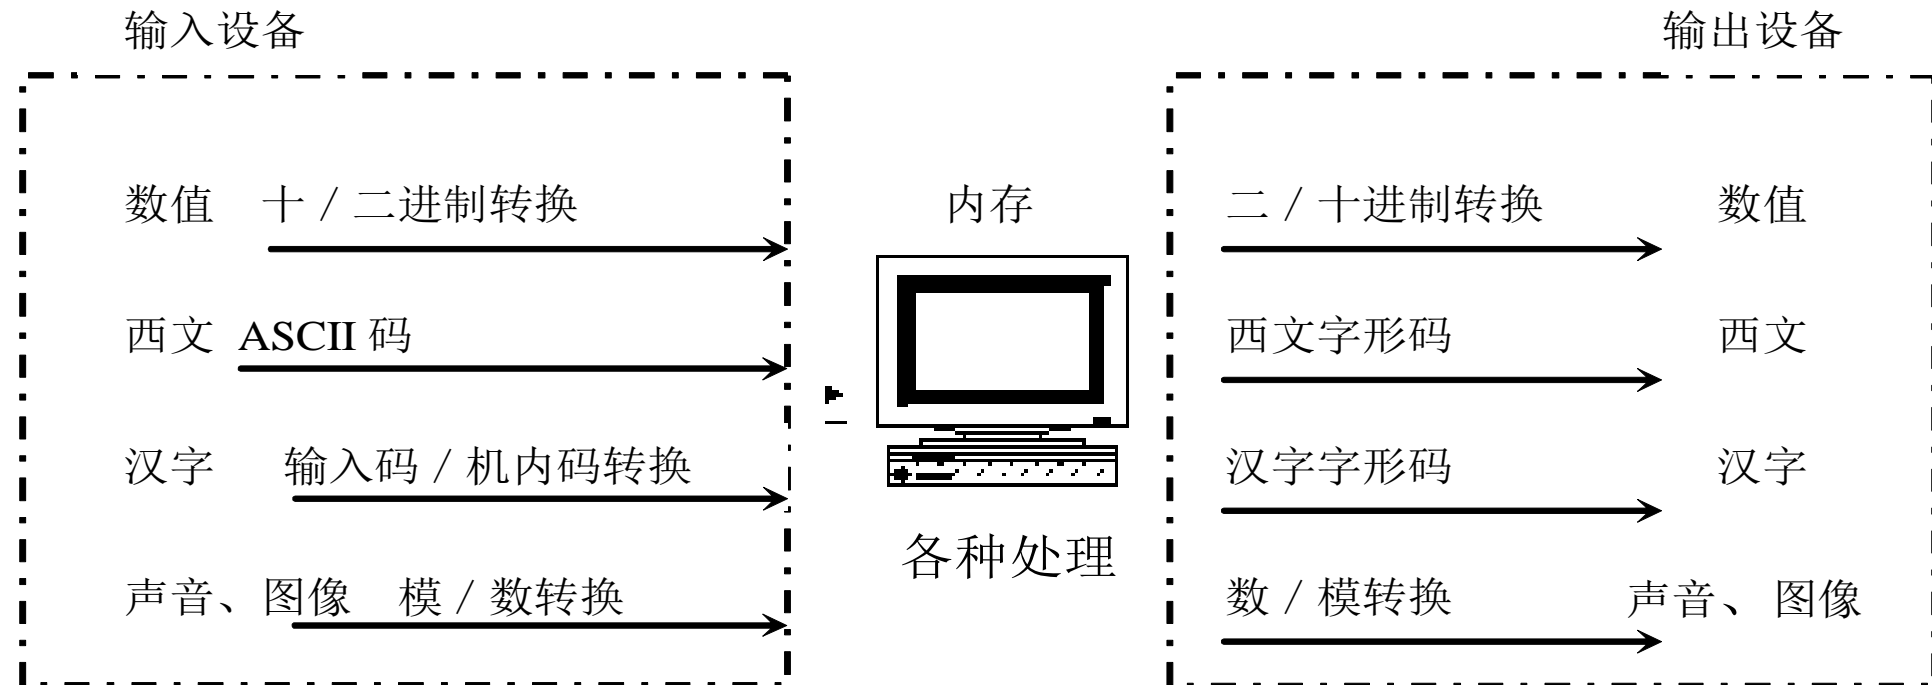 输入设备 输出设备
数值 十／二进制转换 内存 二／十进制转换 数值
西文 ASCII 码 西文字形码 西文
汉字 输入码／机内码转换 汉字字形码 汉字
各种处理
声音、图像 模／数转换 数／模转换 声音、图像